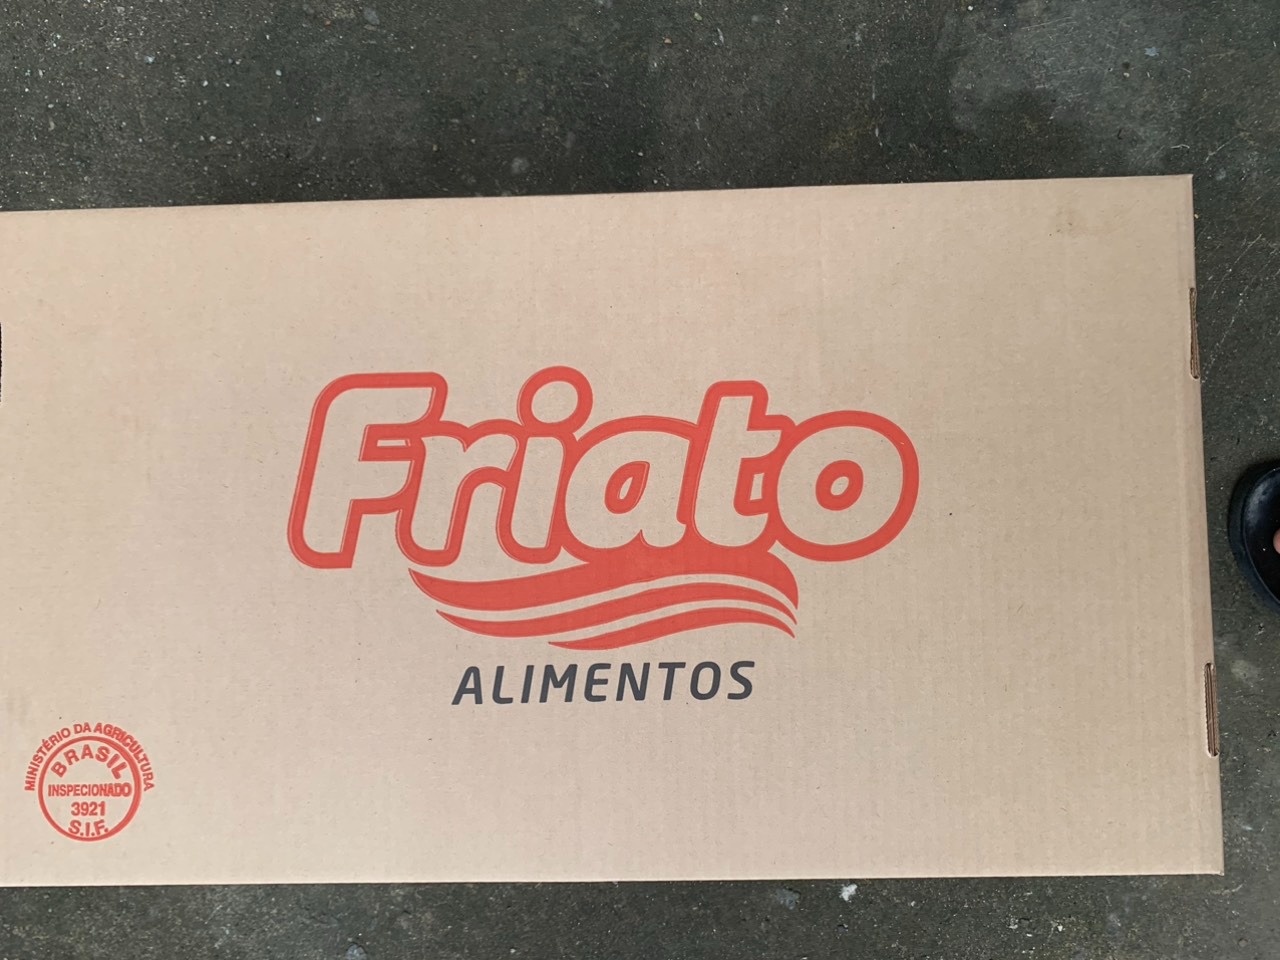 Friato
ALIMENTOS
MINISTÉRIO DA AGRICULTURA
BRASIL
INSPECIONADO
3921
S.I.F.